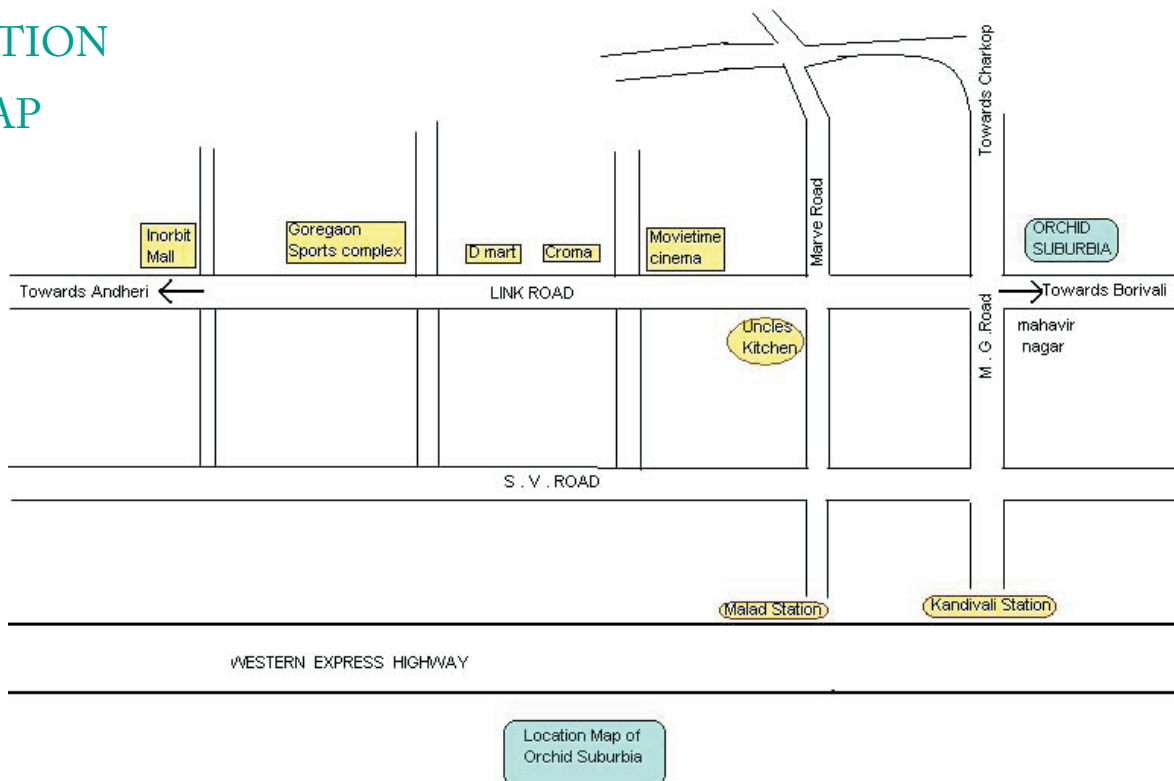 TION
AP
Towards Charkop
Marve Road
Inorbit
Mall
Goregaon
Sports complex
D mart
Croma
Movietime
cinema
ORCHID
SUBURBIA
Towards Andheri
LINK ROAD
Towards Borivali
Uncles
Kitchen
M . G .Road
mahavir
nagar
S . V . ROAD
Malad Station
Kandivali Station
WESTERN EXPRESS HIGHWAY
Location Map of
Orchid Suburbia